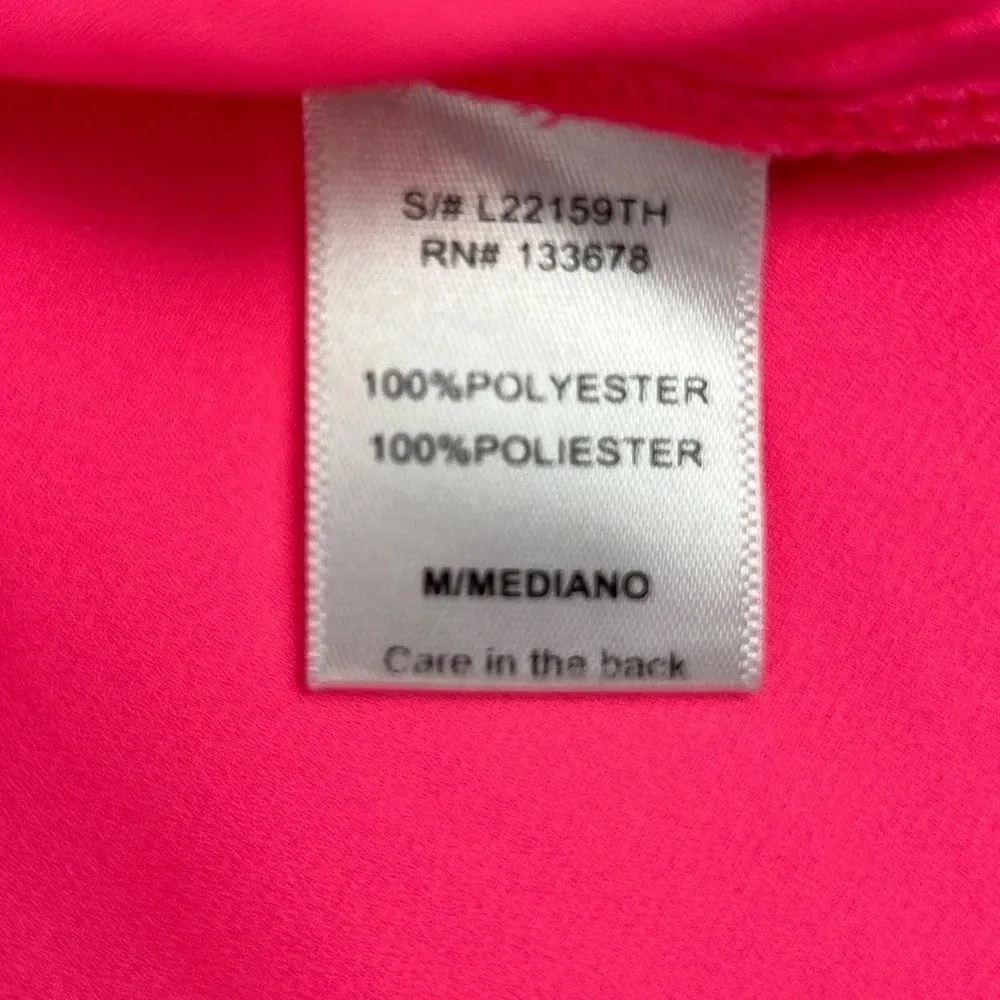 S/# L22159TH
RN# 133678
100%POLYESTER
100%POLIESTER
M/MEDIANO
Care in the back